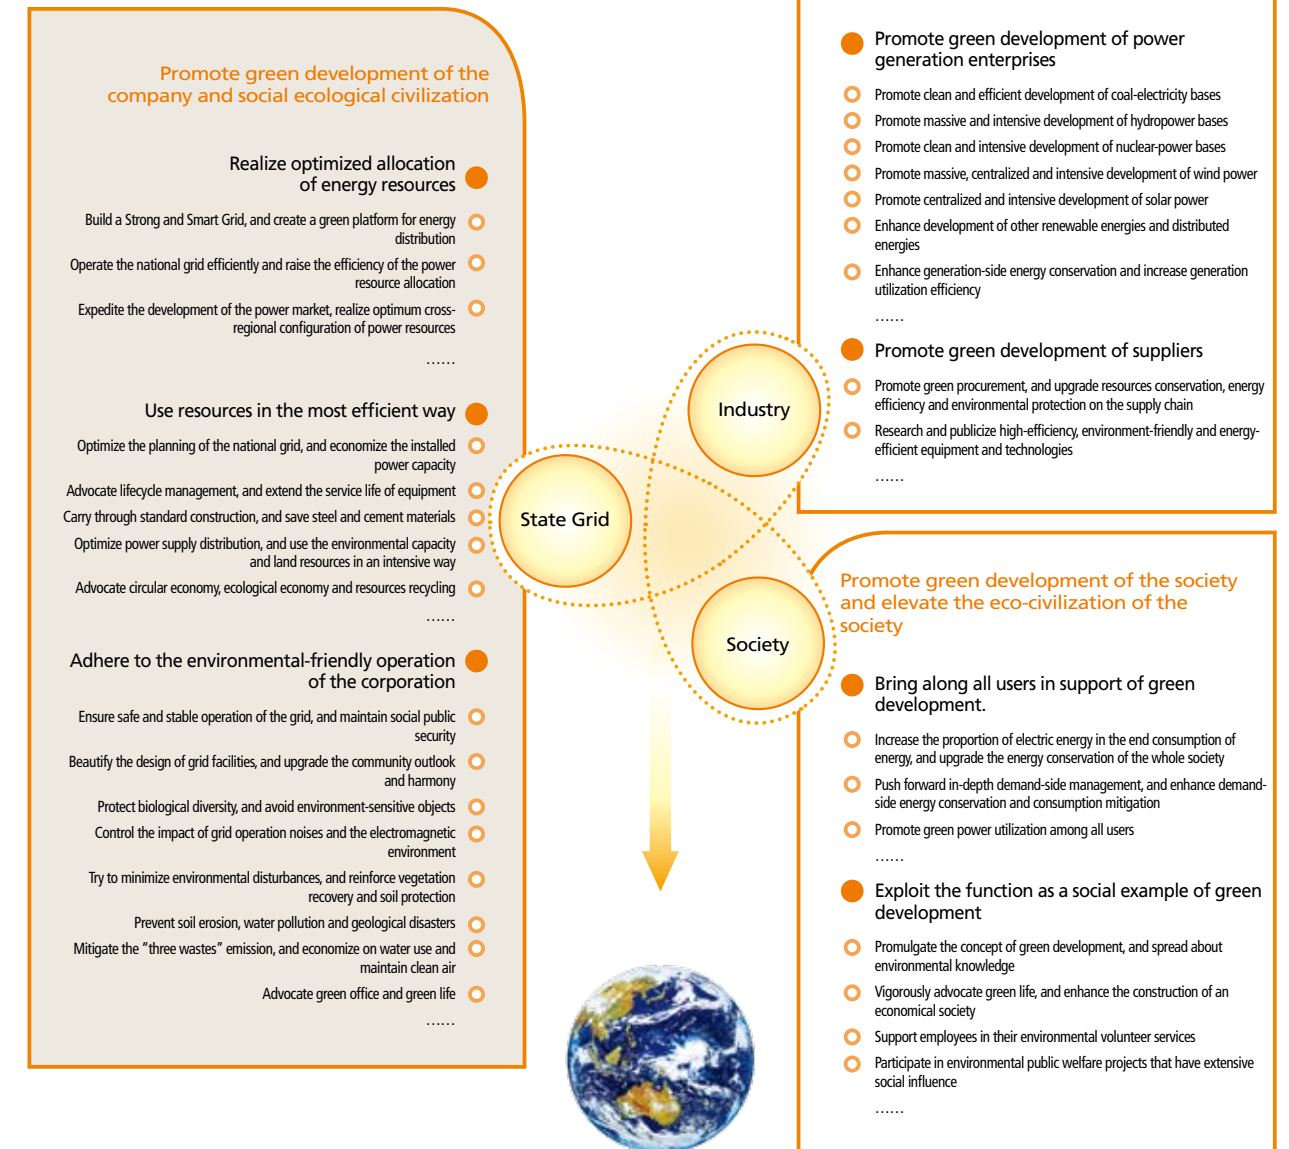 Promote green development of the
company and social ecological civilization
Realize optimized allocation
of energy resources
Build a Strong and Smart Grid, and create a green platform for energy
distribution
Operate the national grid efficiently and raise the efficiency of the power
resource allocation
Expedite the development of the power market, realize optimum cross-
regional configuration of power resources
......
Use resources in the most efficient way
Optimize the planning of the national grid, and economize the installed
power capacity
Advocate lifecycle management, and extend the service life of equipment
Carry through standard construction, and save steel and cement materials
Optimize power supply distribution, and use the environmental capacity
and land resources in an intensive way
Advocate circular economy, ecological economy and resources recycling
......
Adhere to the environmental-friendly operation
of the corporation
Ensure safe and stable operation of the grid, and maintain social public
security
Beautify the design of grid facilities, and upgrade the community outlook
and harmony
Protect biological diversity, and avoid environment-sensitive objects
Control the impact of grid operation noises and the electromagnetic
environment
Try to minimize environmental disturbances, and reinforce vegetation
recovery and soil protection
Prevent soil erosion, water pollution and geological disasters
Mitigate the "three wastes" emission, and economize on water use and
maintain clean air
Advocate green office and green life
......
State Grid
Industry
Society
Promote green development of power
generation enterprises
Promote clean and efficient development of coal-electricity bases
Promote massive and intensive development of hydropower bases
Promote clean and intensive development of nuclear-power bases
Promote massive, centralized and intensive development of wind power
Promote centralized and intensive development of solar power
Enhance development of other renewable energies and distributed
energies
Enhance generation-side energy conservation and increase generation
utilization efficiency
......
Promote green development of suppliers
Promote green procurement, and upgrade resources conservation, energy
efficiency and environmental protection on the supply chain
Research and publicize high-efficiency, environment-friendly and energy-
efficient equipment and technologies
......
Promote green development of the society
and elevate the eco-civilization of the
society
Bring along all users in support of green
development.
Increase the proportion of electric energy in the end consumption of
energy, and upgrade the energy conservation of the whole society
Push forward in-depth demand-side management, and enhance demand-
side energy conservation and consumption mitigation
Promote green power utilization among all users
......
Exploit the function as a social example of green
development
Promulgate the concept of green development, and spread about
environmental knowledge
Vigorously advocate green life, and enhance the construction of an
economical society
Support employees in their environmental volunteer services
Participate in environmental public welfare projects that have extensive
social influence
......